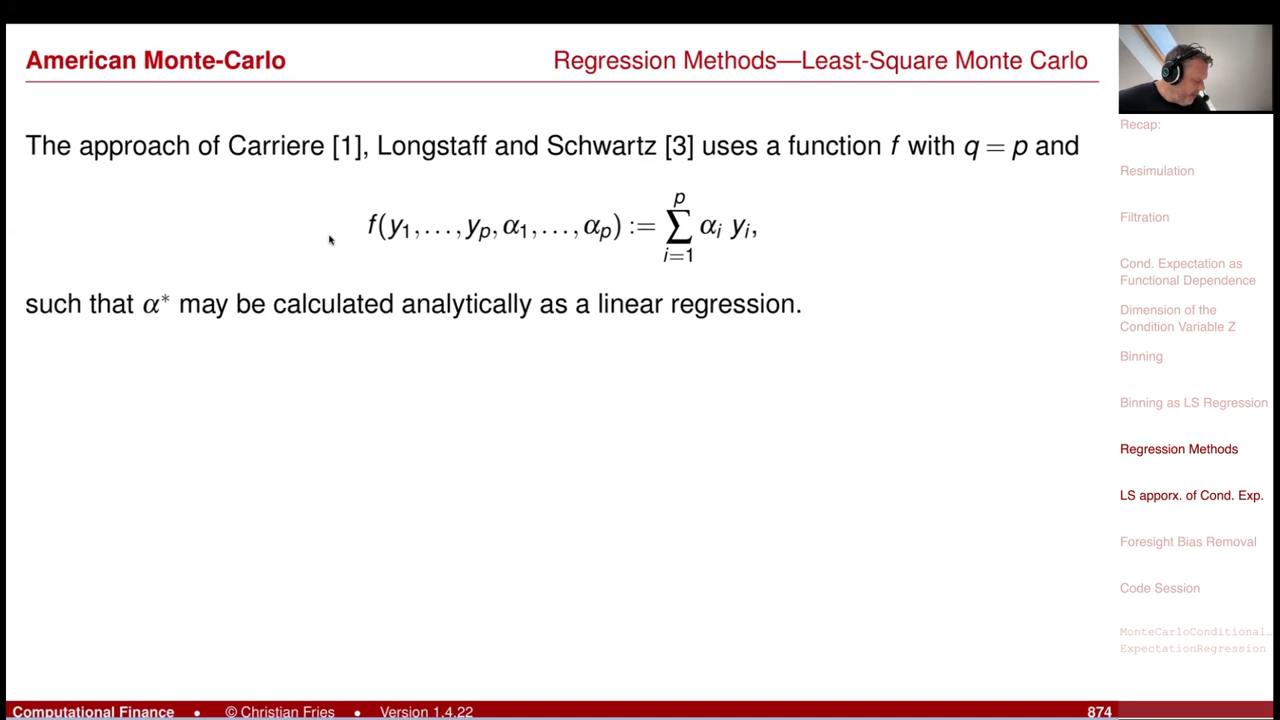 American Monte-Carlo
Regression Methods—Least-Square Monte Carlo
The approach of Carriere [1], Longstaff and Schwartz [3] uses a function f with q = p and
f(y₁,...,yₚ,α₁,...,αₚ) := ∑ᵢ₌₁ᵖ αᵢ yᵢ,
such that α* may be calculated analytically as a linear regression.
Recap:
Resimulation
Filtration
Cond. Expectation as
Functional Dependence
Dimension of the
Condition Variable Z
Binning
Binning as LS Regression
Regression Methods
LS apporx. of Cond. Exp.
Foresight Bias Removal
Code Session
MonteCarloConditional…
ExpectationRegression
Computational Finance • © Christian Fries • Version 1.4.22
874